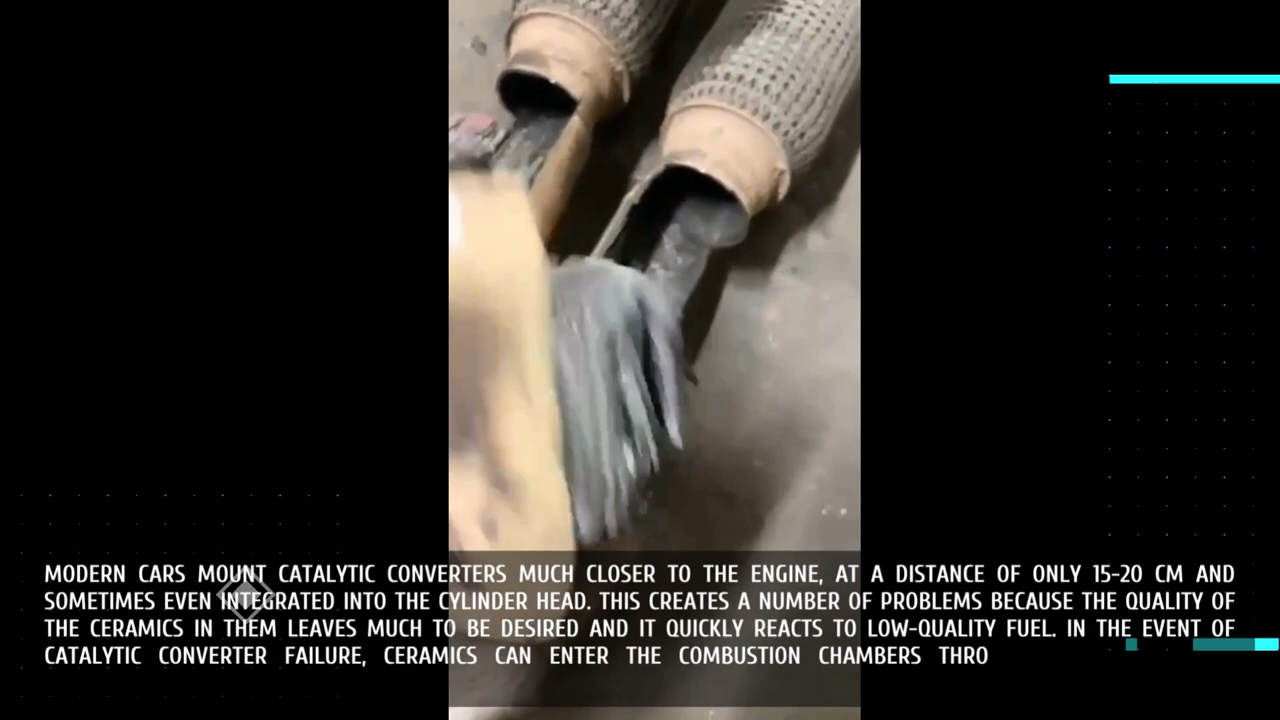 MODERN CARS MOUNT CATALYTIC CONVERTERS MUCH CLOSER TO THE ENGINE, AT A DISTANCE OF ONLY 15-20 CM AND
SOMETIMES EVEN INTEGRATED INTO THE CYLINDER HEAD. THIS CREATES A NUMBER OF PROBLEMS BECAUSE THE QUALITY OF
THE CERAMICS IN THEM LEAVES MUCH TO BE DESIRED AND IT QUICKLY REACTS TO LOW-QUALITY FUEL. IN THE EVENT OF
CATALYTIC CONVERTER FAILURE, CERAMICS CAN ENTER THE COMBUSTION CHAMBERS THRO